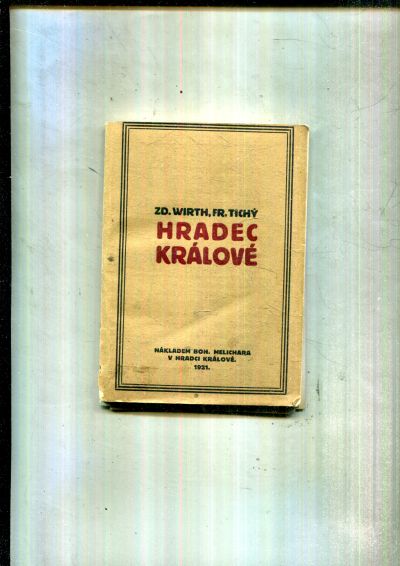 ZD. WIRTH, FR. TICHÝ
HRADEC
KRÁLOVÉ
NÁKLADEM BOH. MELICHARA
V HRADCI KRÁLOVÉ.
1931.